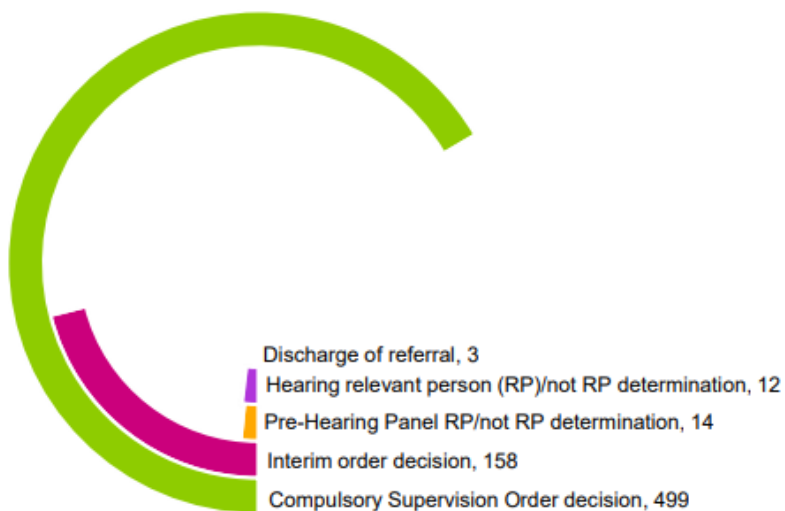 Discharge of referral, 3
Hearing relevant person (RP)/not RP determination, 12
Pre-Hearing Panel RP/not RP determination, 14
Interim order decision, 158
Compulsory Supervision Order decision, 499